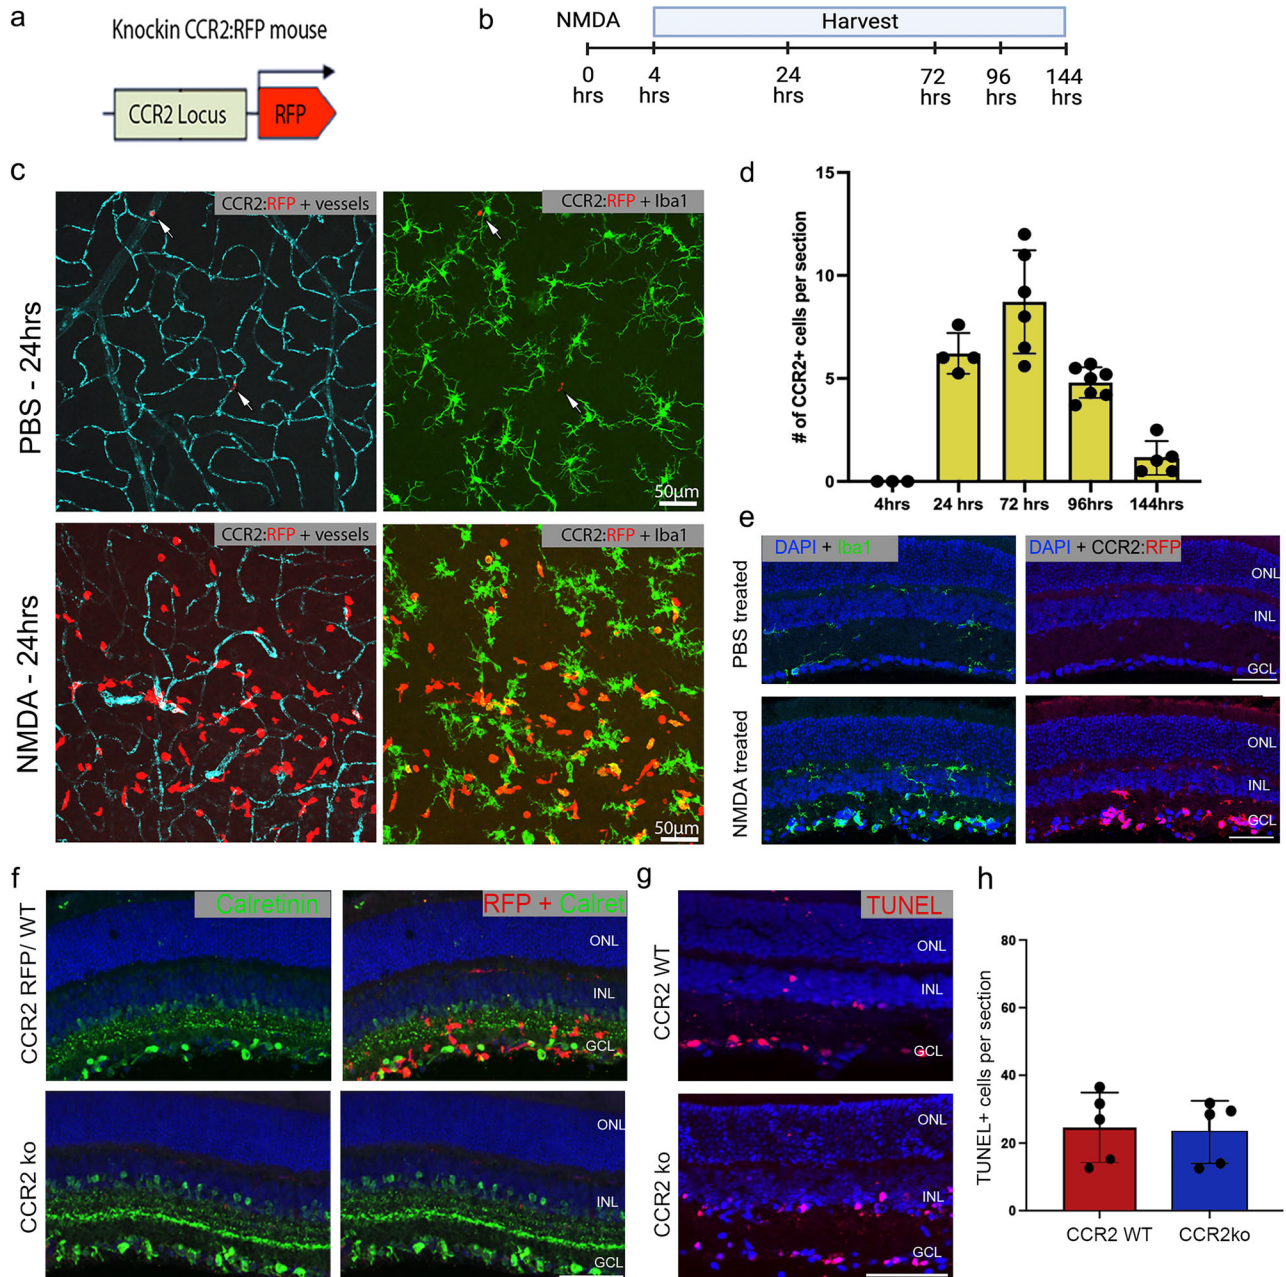 a
Knockin CCR2:RFP mouse
CCR2 Locus
RFP
b
NMDA
Harvest
0 hrs
4 hrs
24 hrs
72 hrs
96 hrs
144 hrs
c
PBS - 24hrs
CCR2:RFP + vessels
CCR2:RFP + Iba1
50µm
NMDA - 24hrs
CCR2:RFP + vessels
CCR2:RFP + Iba1
50µm
d
# of CCR2+ cells per section
15
10
5
0
4hrs
24 hrs
72 hrs
96hrs
144hrs
e
PBS treated
DAPI + Iba1
DAPI + CCR2:RFP
ONL
INL
GCL
NMDA treated
ONL
INL
GCL
f
CCR2 RFP/ WT
Calretinin
RFP + Calret
ONL
INL
GCL
CCR2 ko
ONL
INL
GCL
g
CCR2 WT
TUNEL
ONL
INL
GCL
CCR2 ko
ONL
INL
GCL
h
TUNEL+ cells per section
80
60
40
20
0
CCR2 WT
CCR2ko